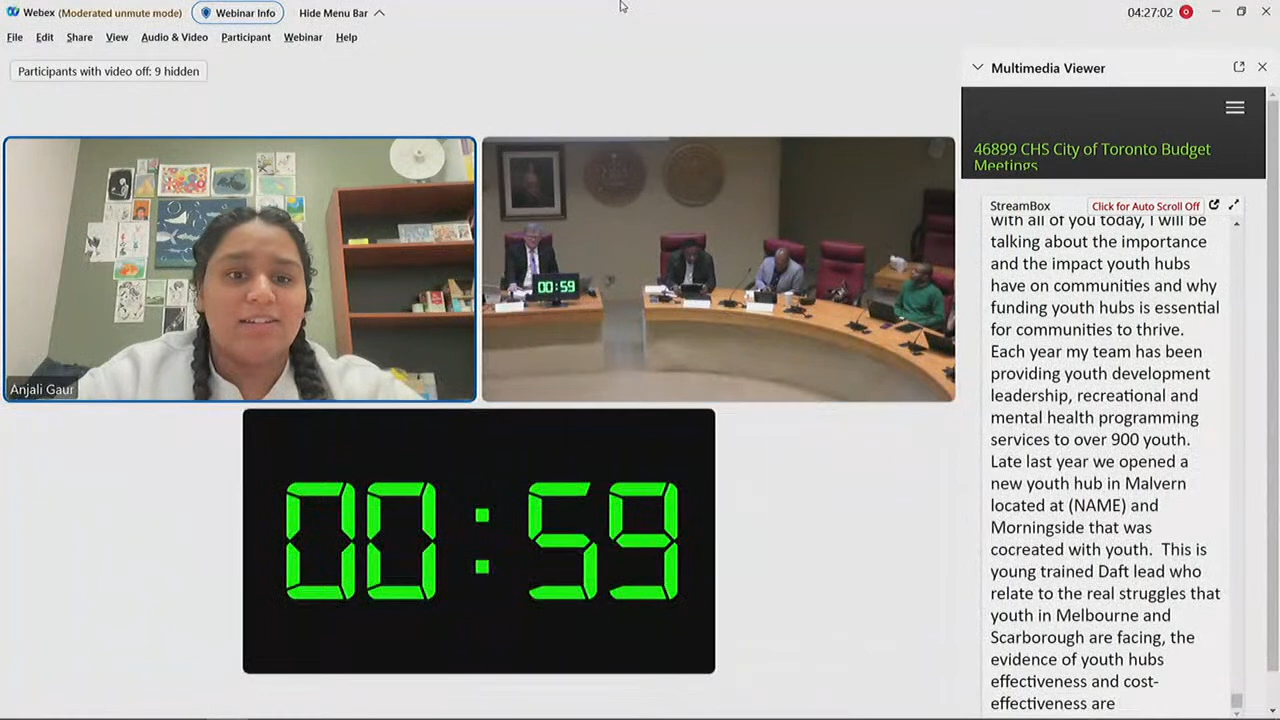 Webex (Moderated unmute mode) Webinar Info Hide Menu Bar 04:27:02
File Edit Share View Audio & Video Participant Webinar Help
Participants with video off: 9 hidden
Multimedia Viewer
46899 CHS City of Toronto Budget
Meetings
StreamBox Click for Auto Scroll Off
with all of you today, I will be
talking about the importance
and the impact youth hubs
have on communities and why
funding youth hubs is essential
for communities to thrive.
Each year my team has been
providing youth development
leadership, recreational and
mental health programming
services to over 900 youth.
Late last year we opened a
new youth hub in Malvern
located at (NAME) and
Morningside that was
cocreated with youth. This is
young trained Daft lead who
relate to the real struggles that
youth in Melbourne and
Scarborough are facing, the
evidence of youth hubs
effectiveness and cost-
effectiveness are
Anjali Gaur
00:59
00:59